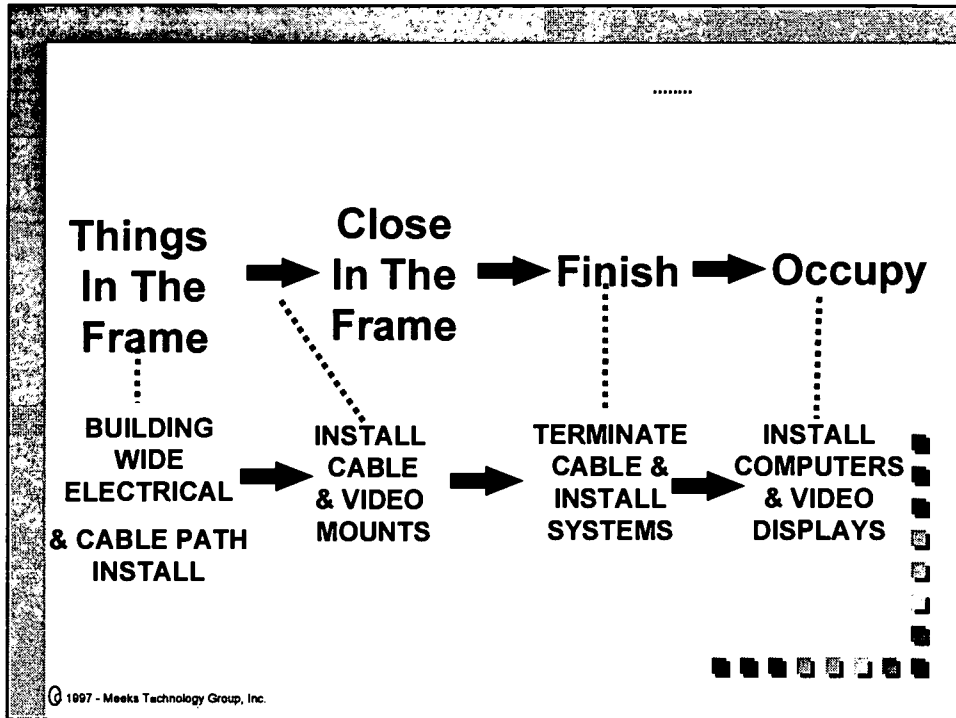 Things
In The
Frame
Close
In The
Frame
Finish
Occupy
BUILDING
WIDE
ELECTRICAL
& CABLE PATH
INSTALL
INSTALL
CABLE
& VIDEO
MOUNTS
TERMINATE
CABLE &
INSTALL
SYSTEMS
INSTALL
COMPUTERS
& VIDEO
DISPLAYS
© 1997 - Meeks Technology Group, Inc.